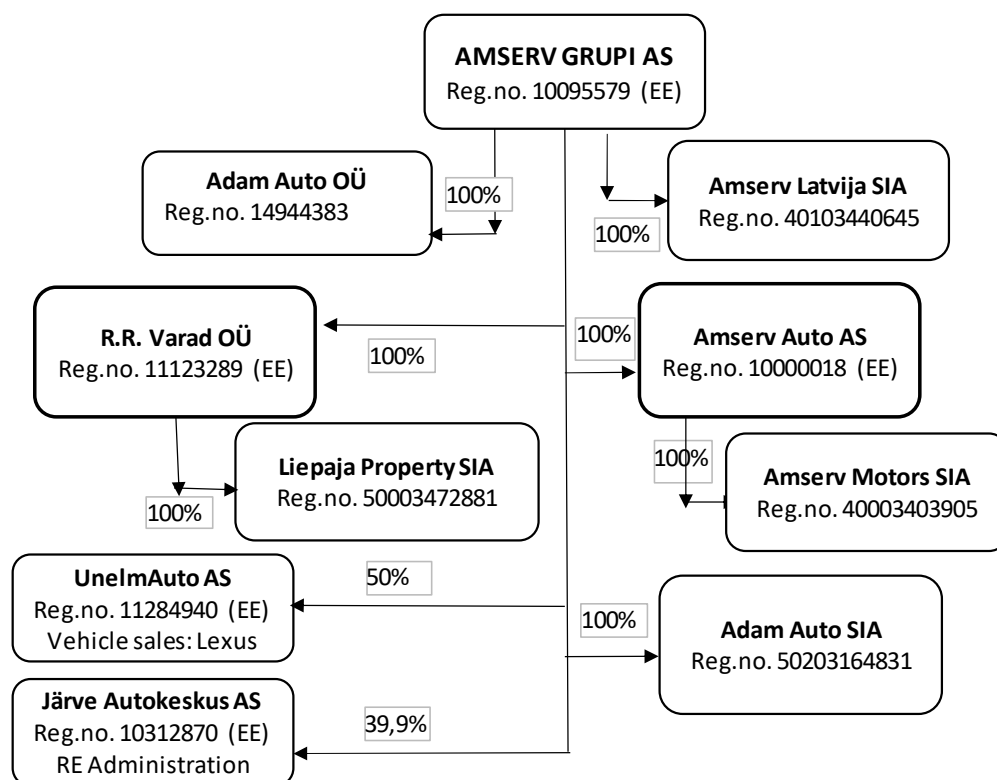 AMSERV GRUPI AS
Reg.no. 10095579 (EE)
Adam Auto OÜ
Reg.no. 14944383
100%
Amserv Latvija SIA
Reg.no. 40103440645
100%
R.R. Varad OÜ
Reg.no. 11123289 (EE)
100%
100%
Amserv Auto AS
Reg.no. 10000018 (EE)
Liepaja Property SIA
Reg.no. 50003472881
100%
100%
Amserv Motors SIA
Reg.no. 40003403905
UnelmAuto AS
Reg.no. 11284940 (EE)
Vehicle sales: Lexus
50%
100%
Adam Auto SIA
Reg.no. 50203164831
Järve Autokeskus AS
Reg.no. 10312870 (EE)
RE Administration
39,9%